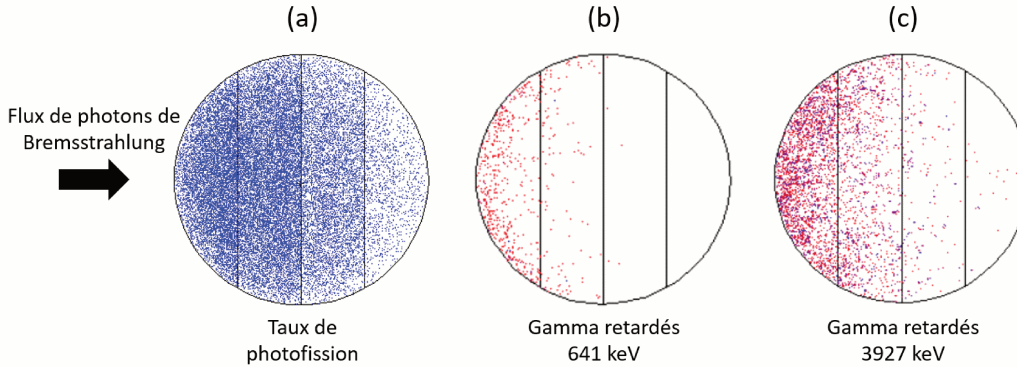 (a)
(b)
(c)
Flux de photons de
Bremsstrahlung
Taux de
photofission
Gamma retardés
641 keV
Gamma retardés
3927 keV